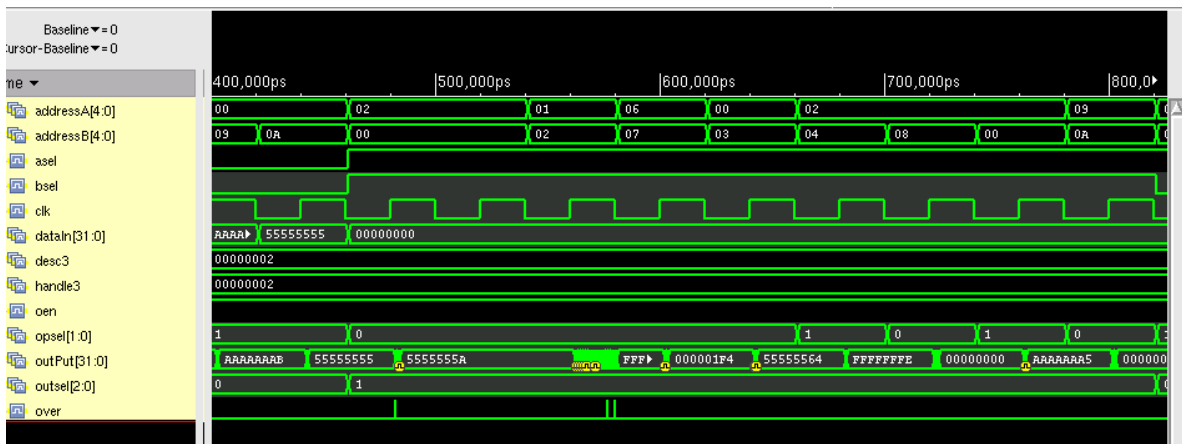 Baseline ▾ = 0
Cursor-Baseline ▾ = 0
me ▾ 400,000ps 500,000ps 600,000ps 700,000ps 800,0
addressA[4:0] 00 02 01 06 00 02 09
addressB[4:0] 09 0A 00 02 07 03 04 08 00 0A
asel
bsel
clk
dataIn[31:0] AAAA 55555555 00000000
desc3 00000002
handle3 00000002
oen
opsel[1:0] 1 0 1 0 1 0
outPut[31:0] AAAAAAAB 55555555 5555555A FFF 000001F4 55555564 FFFFFFFE 00000000 AAAAAAA5 000000
outsel[2:0] 0 1
over